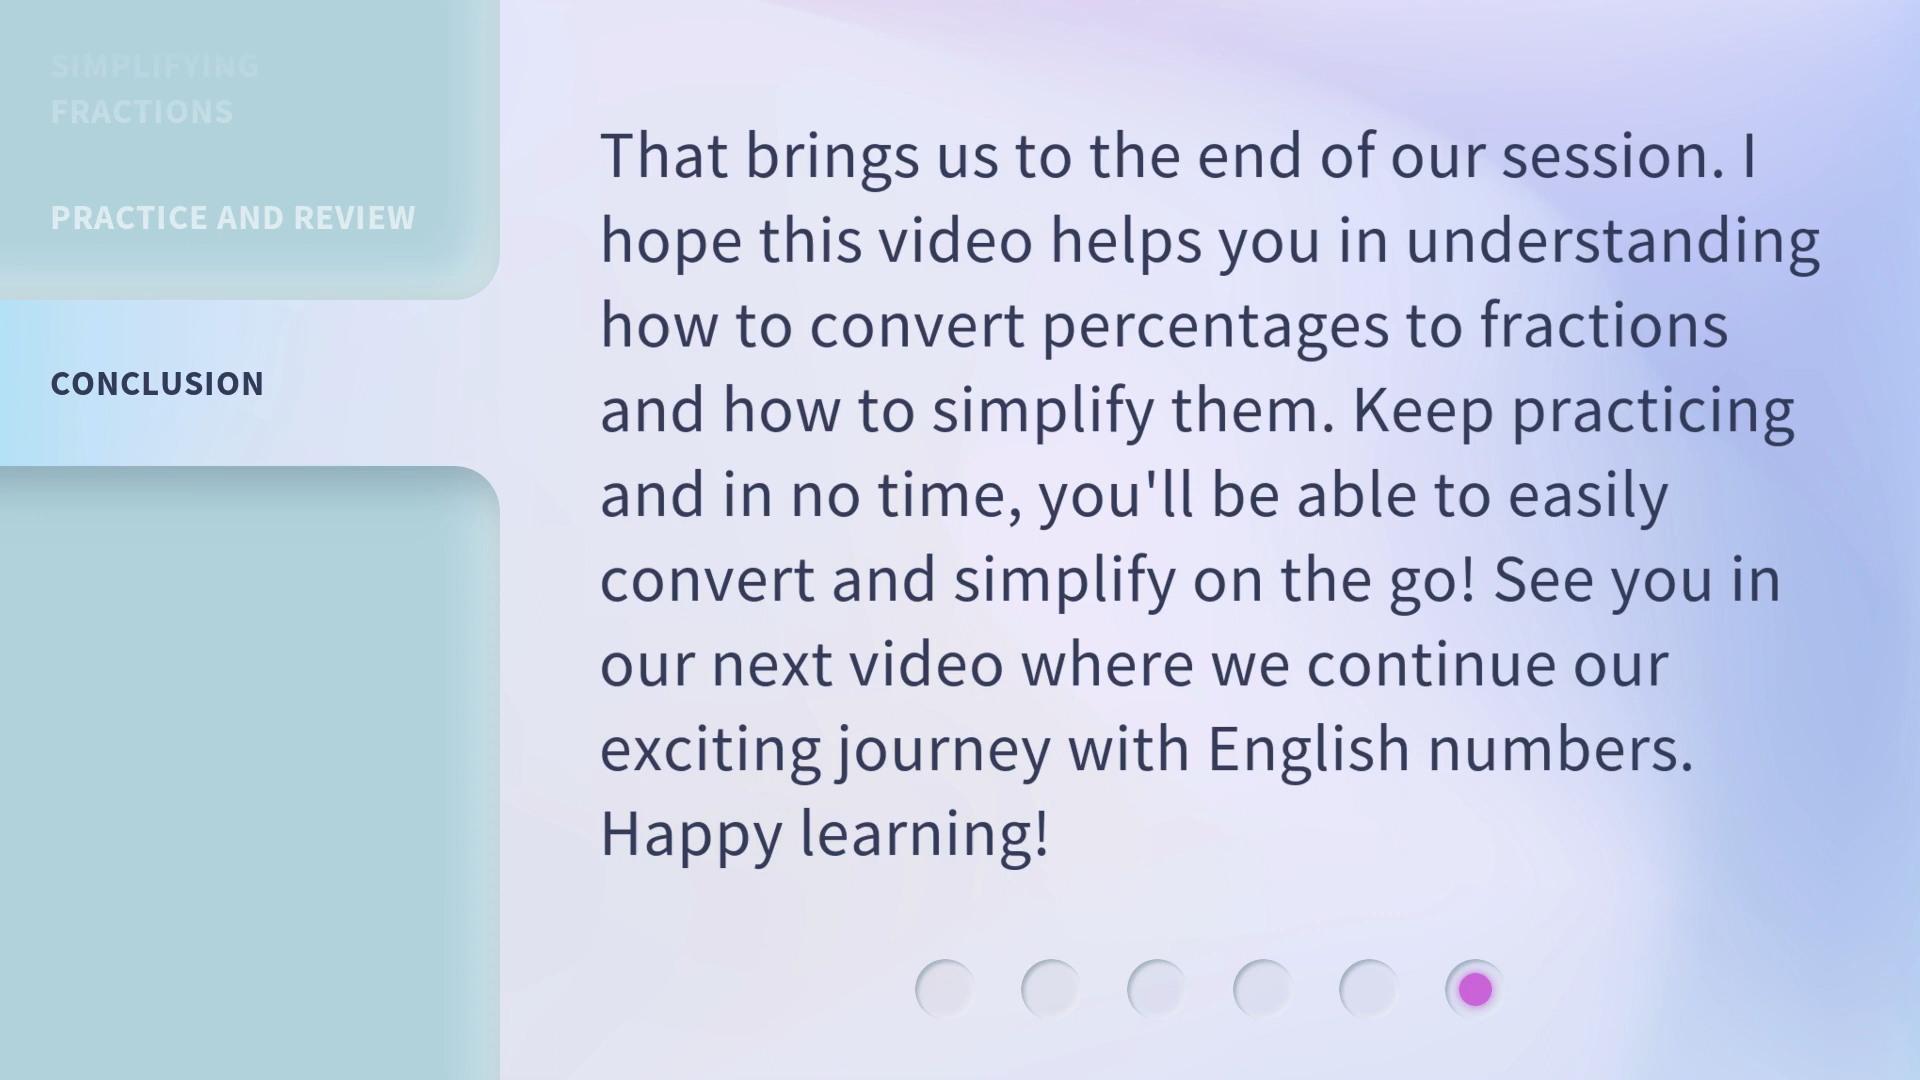 SIMPLIFYING
FRACTIONS
PRACTICE AND REVIEW
CONCLUSION
That brings us to the end of our session. I
hope this video helps you in understanding
how to convert percentages to fractions
and how to simplify them. Keep practicing
and in no time, you'll be able to easily
convert and simplify on the go! See you in
our next video where we continue our
exciting journey with English numbers.
Happy learning!